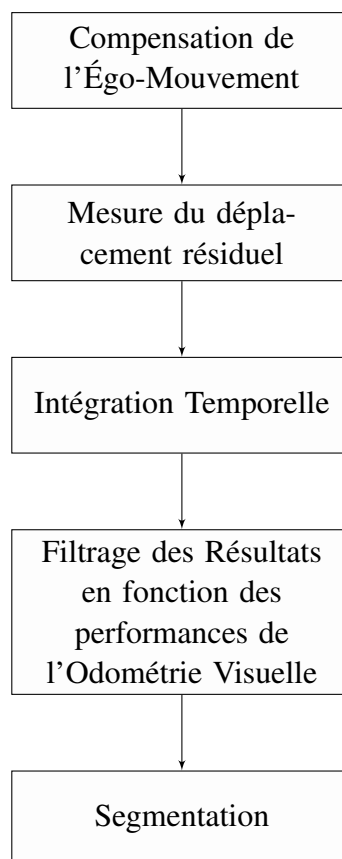 Compensation de
l'Égo-Mouvement
Mesure du dépla-
cement résiduel
Intégration Temporelle
Filtrage des Résultats
en fonction des
performances de
l'Odométrie Visuelle
Segmentation